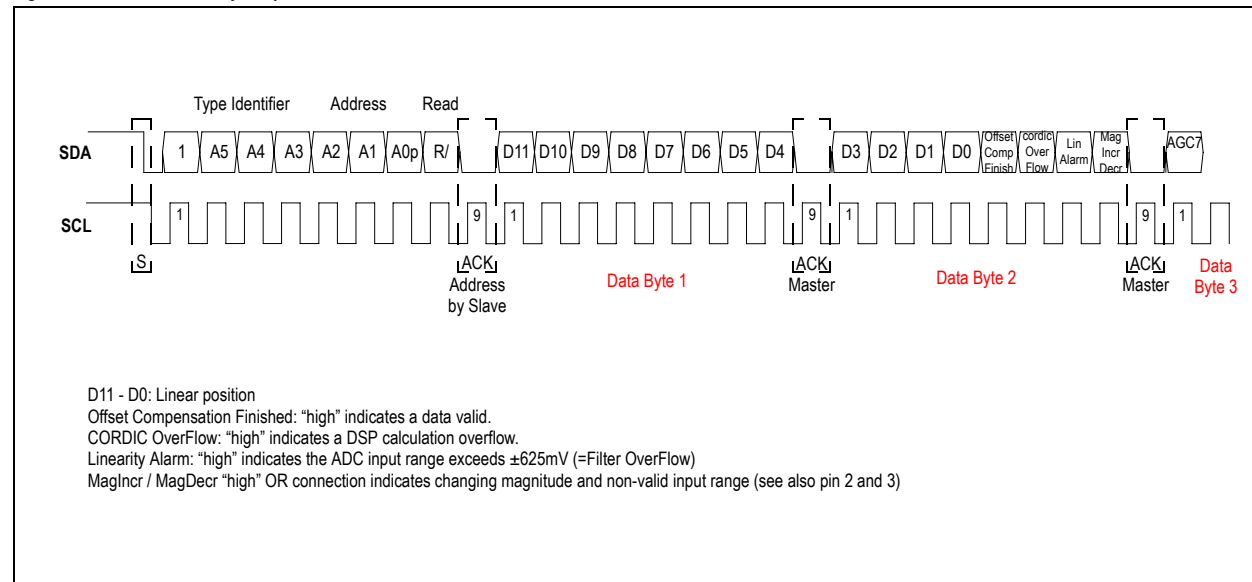 Type Identifier Address Read
SDA 1 A5 A4 A3 A2 A1 A0p R/ D11 D10 D9 D8 D7 D6 D5 D4 D3 D2 D1 D0 Offset Comp Finish cordic Over Flow Lin Alarm Mag Incr Decr AGC7
SCL 1 9 1 9 1 9 1
S ACK Address by Slave Data Byte 1 ACK Master Data Byte 2 ACK Master Data Byte 3
D11 - D0: Linear position
Offset Compensation Finished: “high” indicates a data valid.
CORDIC OverFlow: “high” indicates a DSP calculation overflow.
Linearity Alarm: “high” indicates the ADC input range exceeds ±625mV (=Filter OverFlow)
MagIncr / MagDecr “high” OR connection indicates changing magnitude and non-valid input range (see also pin 2 and 3)